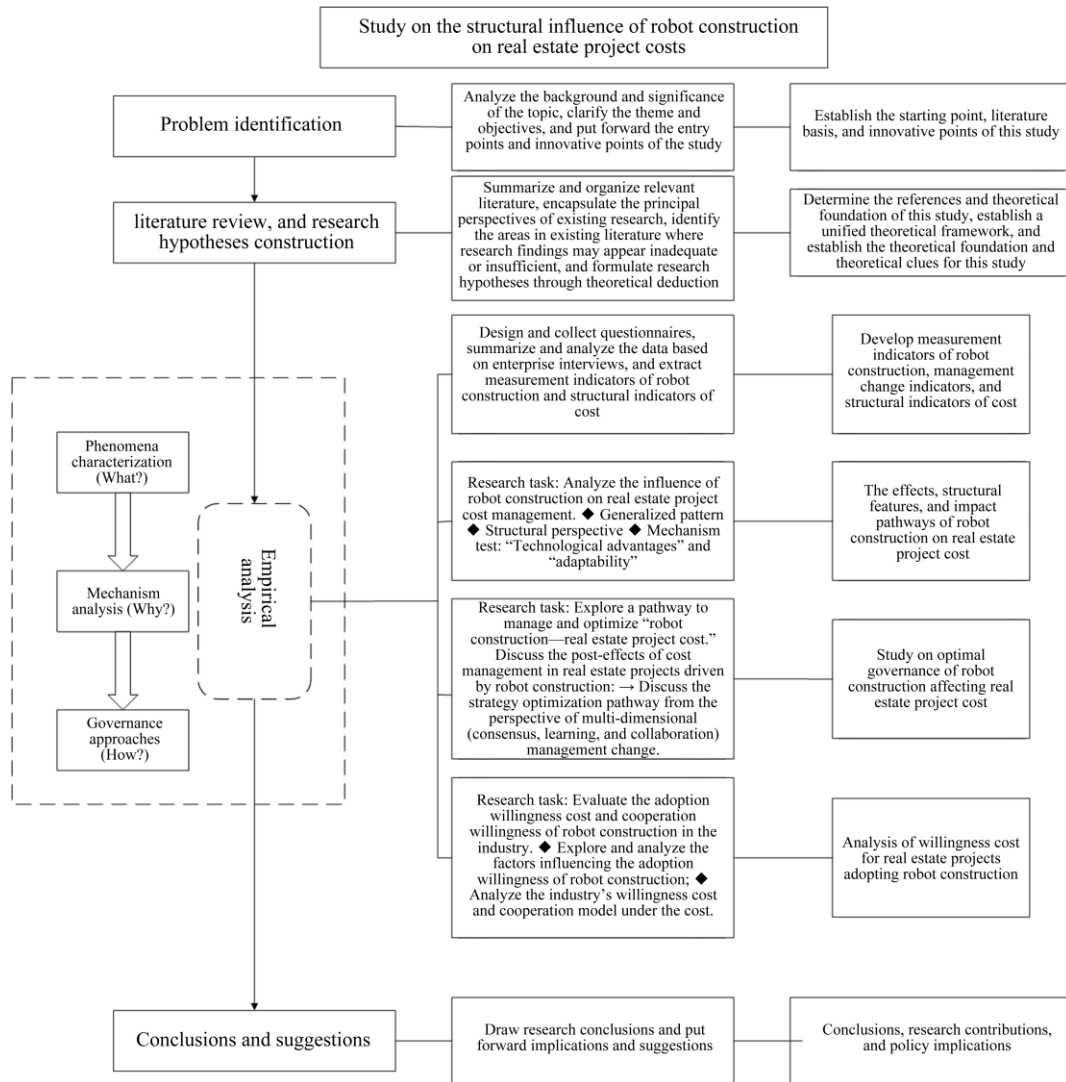 Study on the structural influence of robot construction
on real estate project costs
Problem identification
Analyze the background and significance
of the topic, clarify the theme and
objectives, and put forward the entry
points and innovative points of the study
Establish the starting point, literature
basis, and innovative points of this study
literature review, and research
hypotheses construction
Summarize and organize relevant
literature, encapsulate the principal
perspectives of existing research, identify
the areas in existing literature where
research findings may appear inadequate
or insufficient, and formulate research
hypotheses through theoretical deduction
Determine the references and theoretical
foundation of this study, establish a
unified theoretical framework, and
establish the theoretical foundation and
theoretical clues for this study
Phenomena
characterization
(What?)
Mechanism
analysis (Why?)
Governance
approaches
(How?)
Empirical
analysis
Design and collect questionnaires,
summarize and analyze the data based
on enterprise interviews, and extract
measurement indicators of robot
construction and structural indicators of
cost
Develop measurement
indicators of robot
construction, management
change indicators, and
structural indicators of cost
Research task: Analyze the influence of
robot construction on real estate project
cost management. ◆ Generalized pattern
◆ Structural perspective ◆ Mechanism
test: “Technological advantages” and
“adaptability”
The effects, structural
features, and impact
pathways of robot
construction on real estate
project cost
Research task: Explore a pathway to
manage and optimize “robot
construction—real estate project cost.”
Discuss the post-effects of cost
management in real estate projects driven
by robot construction: → Discuss the
strategy optimization pathway from the
perspective of multi-dimensional
(consensus, learning, and collaboration)
management change.
Study on optimal
governance of robot
construction affecting real
estate project cost
Research task: Evaluate the adoption
willingness cost and cooperation
willingness of robot construction in the
industry. ◆ Explore and analyze the
factors influencing the adoption
willingness of robot construction; ◆
Analyze the industry’s willingness cost
and cooperation model under the cost.
Analysis of willingness cost
for real estate projects
adopting robot construction
Conclusions and suggestions
Draw research conclusions and put
forward implications and suggestions
Conclusions, research contributions,
and policy implications